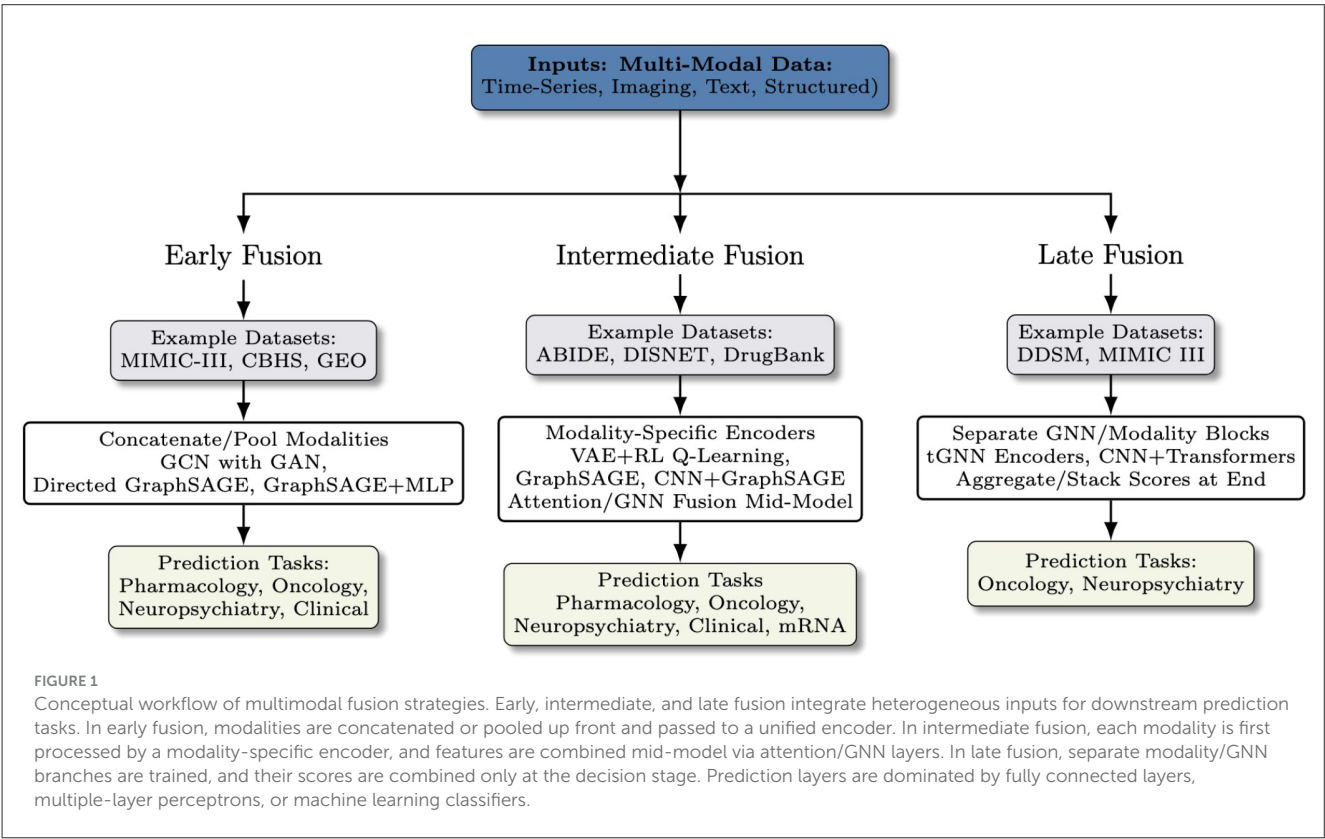 Inputs: Multi-Modal Data:
Time-Series, Imaging, Text, Structured)
Early Fusion
Example Datasets:
MIMIC-III, CBHS, GEO
Concatenate/Pool Modalities
GCN with GAN,
Directed GraphSAGE, GraphSAGE+MLP
Prediction Tasks:
Pharmacology, Oncology,
Neuropsychiatry, Clinical
Intermediate Fusion
Example Datasets:
ABIDE, DISNET, DrugBank
Modality-Specific Encoders
VAE+RL Q-Learning,
GraphSAGE, CNN+GraphSAGE
Attention/GNN Fusion Mid-Model
Prediction Tasks
Pharmacology, Oncology,
Neuropsychiatry, Clinical, mRNA
Late Fusion
Example Datasets:
DDSM, MIMIC III
Separate GNN/Modality Blocks
tGNN Encoders, CNN+Transformers
Aggregate/Stack Scores at End
Prediction Tasks:
Oncology, Neuropsychiatry
FIGURE 1
Conceptual workflow of multimodal fusion strategies. Early, intermediate, and late fusion integrate heterogeneous inputs for downstream prediction
tasks. In early fusion, modalities are concatenated or pooled up front and passed to a unified encoder. In intermediate fusion, each modality is first
processed by a modality-specific encoder, and features are combined mid-model via attention/GNN layers. In late fusion, separate modality/GNN
branches are trained, and their scores are combined only at the decision stage. Prediction layers are dominated by fully connected layers,
multiple-layer perceptrons, or machine learning classifiers.